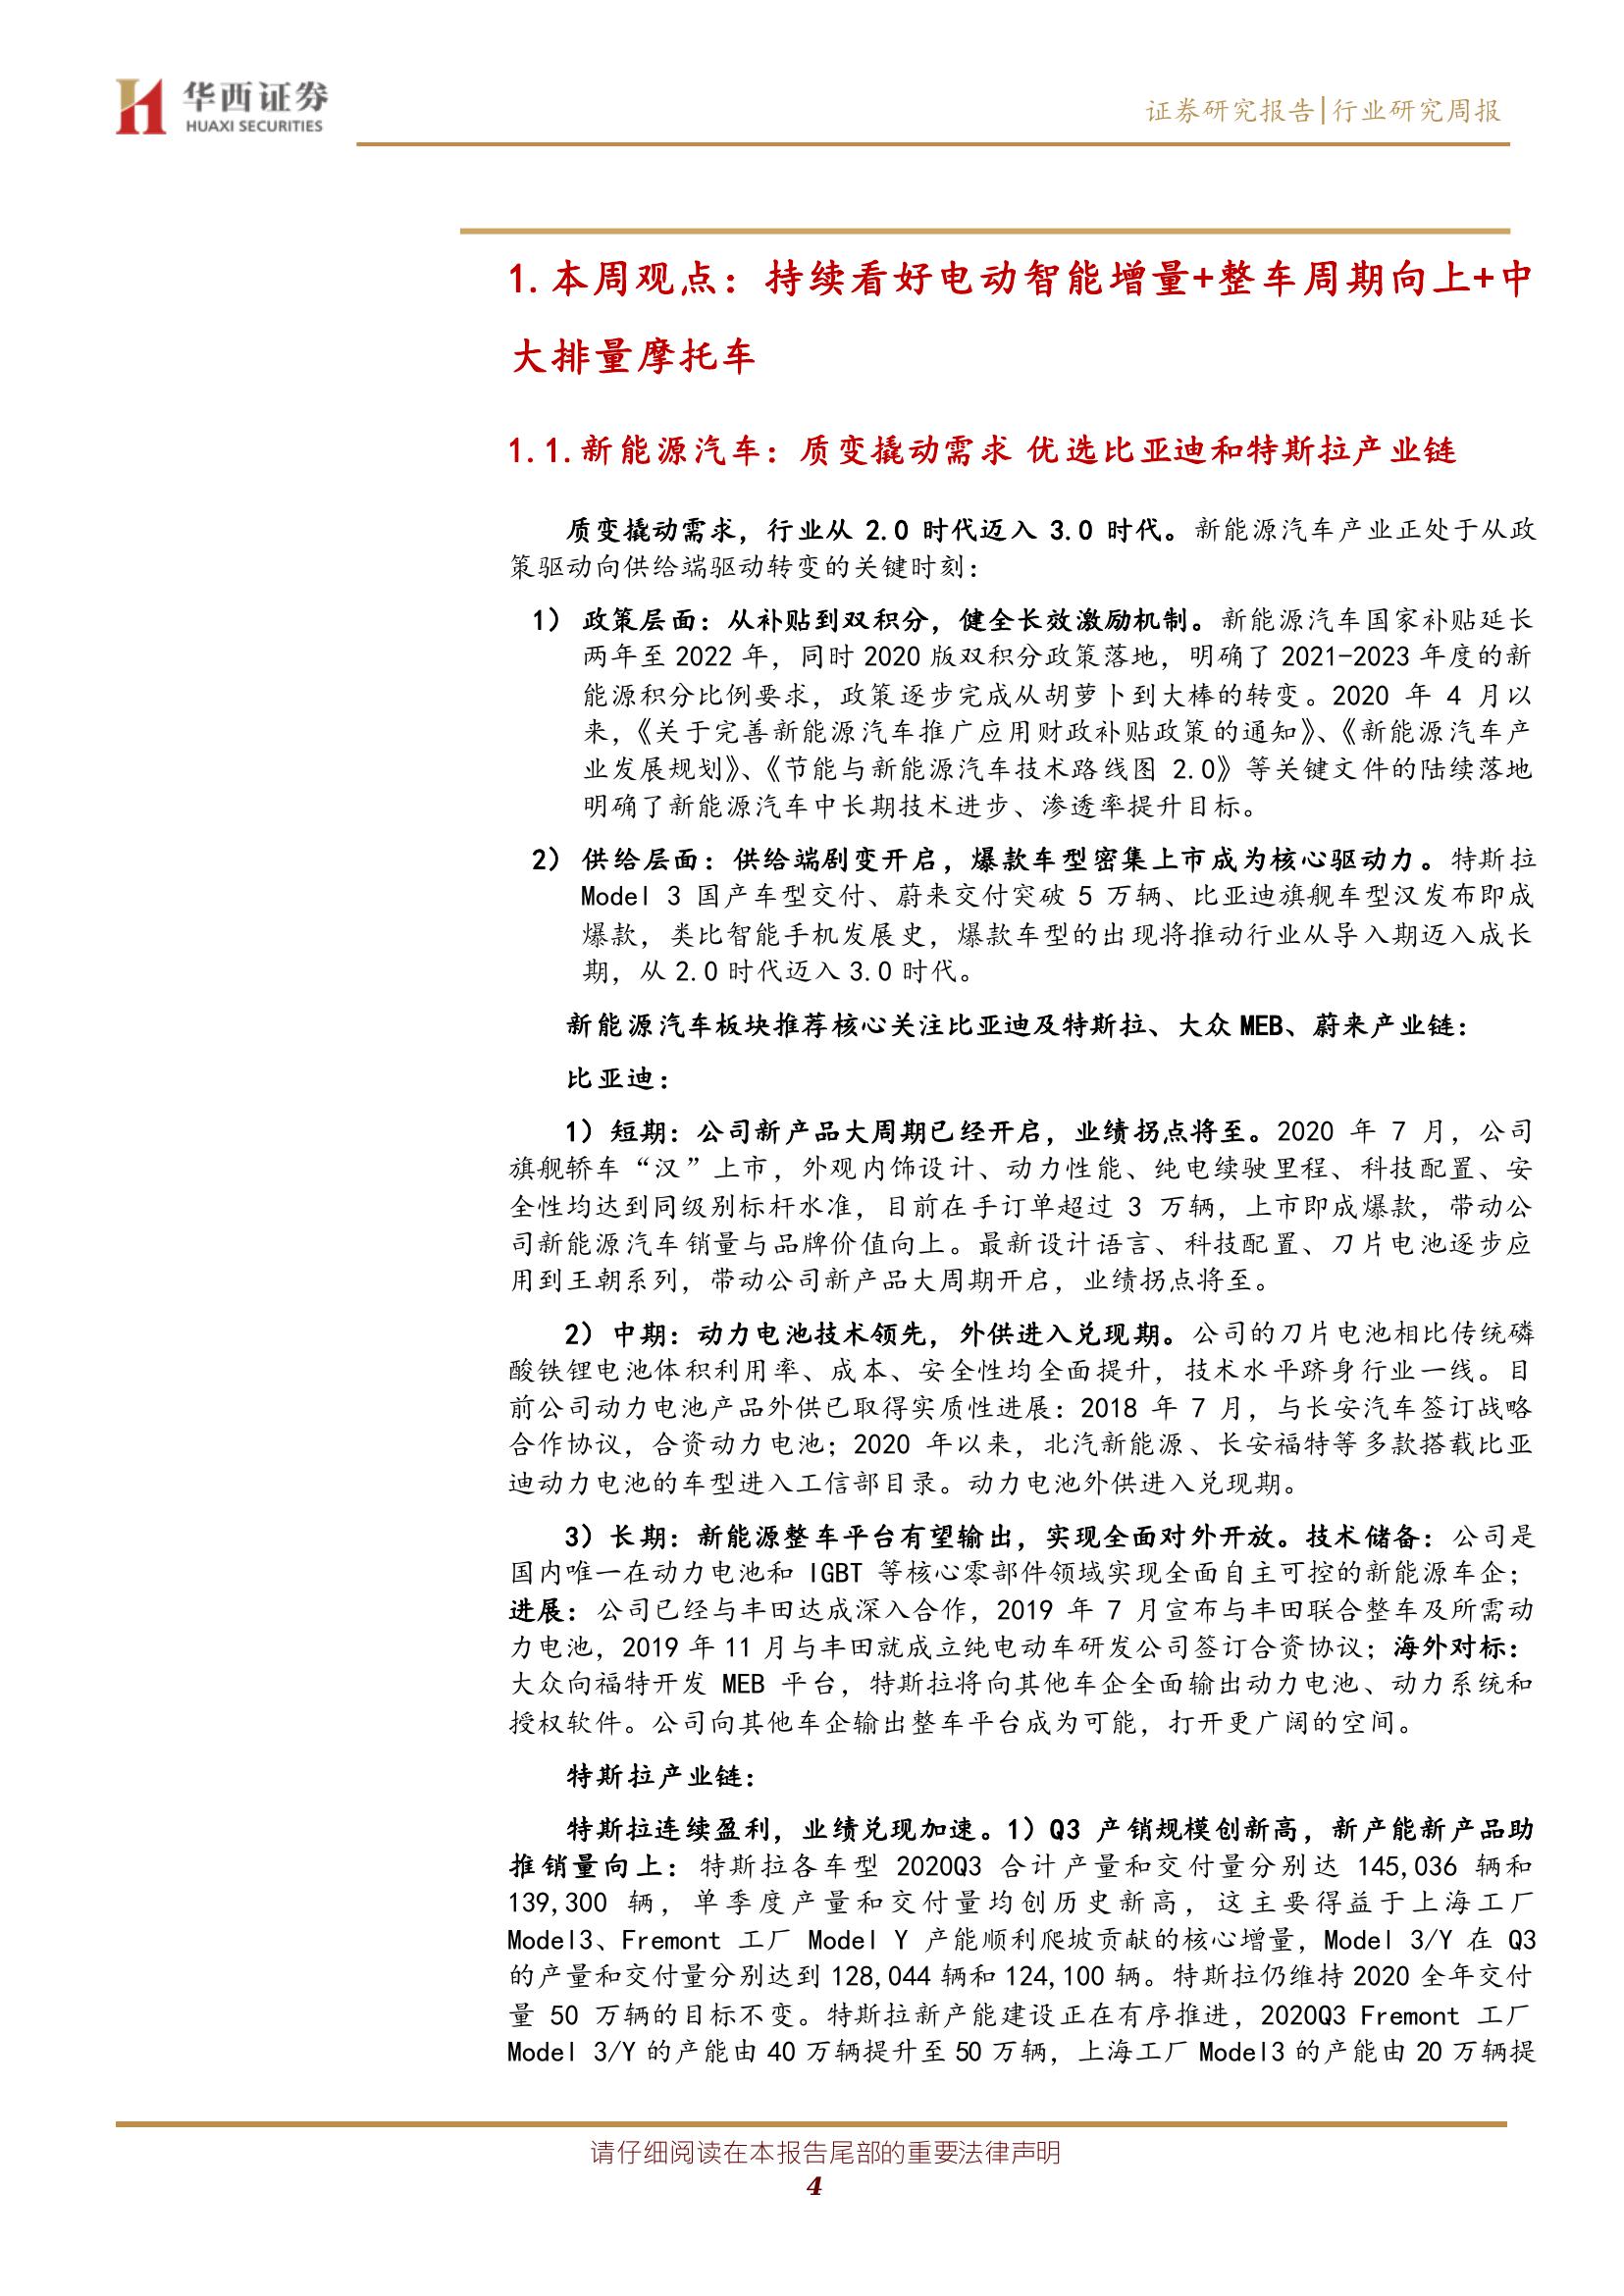 华西证券
HUAXI SECURITIES
证券研究报告|行业研究周报
1.本周观点：持续看好电动智能增量+整车周期向上+中
大排量摩托车
1.1.新能源汽车：质变撬动需求 优选比亚迪和特斯拉产业链
质变撬动需求，行业从 2.0 时代迈入 3.0 时代。新能源汽车产业正处于从政
策驱动向供给端驱动转变的关键时刻：
1） 政策层面：从补贴到双积分，健全长效激励机制。新能源汽车国家补贴延长
两年至 2022 年，同时 2020 版双积分政策落地，明确了 2021-2023 年度的新
能源积分比例要求，政策逐步完成从胡萝卜到大棒的转变。2020 年 4 月以
来，《关于完善新能源汽车推广应用财政补贴政策的通知》、《新能源汽车产
业发展规划》、《节能与新能源汽车技术路线图 2.0》等关键文件的陆续落地
明确了新能源汽车中长期技术进步、渗透率提升目标。
2） 供给层面：供给端剧变开启，爆款车型密集上市成为核心驱动力。特斯拉
Model 3 国产车型交付、蔚来交付突破 5 万辆、比亚迪旗舰车型汉发布即成
爆款，类比智能手机发展史，爆款车型的出现将推动行业从导入期迈入成长
期，从 2.0 时代迈入 3.0 时代。
新能源汽车板块推荐核心关注比亚迪及特斯拉、大众 MEB、蔚来产业链：
比亚迪：
1）短期：公司新产品大周期已经开启，业绩拐点将至。2020 年 7 月，公司
旗舰轿车“汉”上市，外观内饰设计、动力性能、纯电续驶里程、科技配置、安
全性均达到同级别标杆水准，目前在手订单超过 3 万辆，上市即成爆款，带动公
司新能源汽车销量与品牌价值向上。最新设计语言、科技配置、刀片电池逐步应
用到王朝系列，带动公司新产品大周期开启，业绩拐点将至。
2）中期：动力电池技术领先，外供进入兑现期。公司的刀片电池相比传统磷
酸铁锂电池体积利用率、成本、安全性均全面提升，技术水平跻身行业一线。目
前公司动力电池产品外供已取得实质性进展：2018 年 7 月，与长安汽车签订战略
合作协议，合资动力电池；2020 年以来，北汽新能源、长安福特等多款搭载比亚
迪动力电池的车型进入工信部目录。动力电池外供进入兑现期。
3）长期：新能源整车平台有望输出，实现全面对外开放。技术储备：公司是
国内唯一在动力电池和 IGBT 等核心零部件领域实现全面自主可控的新能源车企；
进展：公司已经与丰田达成深入合作，2019 年 7 月宣布与丰田联合整车及所需动
力电池，2019 年 11 月与丰田就成立纯电动车研发公司签订合资协议；海外对标：
大众向福特开发 MEB 平台，特斯拉将向其他车企全面输出动力电池、动力系统和
授权软件。公司向其他车企输出整车平台成为可能，打开更广阔的空间。
特斯拉产业链：
特斯拉连续盈利，业绩兑现加速。1）Q3 产销规模创新高，新产能新产品助
推销量向上：特斯拉各车型 2020Q3 合计产量和交付量分别达 145,036 辆和
139,300 辆，单季度产量和交付量均创历史新高，这主要得益于上海工厂
Model3、Fremont 工厂 Model Y 产能顺利爬坡贡献的核心增量，Model 3/Y 在 Q3
的产量和交付量分别达到 128,044 辆和 124,100 辆。特斯拉仍维持 2020 全年交付
量 50 万辆的目标不变。特斯拉新产能建设正在有序推进，2020Q3 Fremont 工厂
Model 3/Y 的产能由 40 万辆提升至 50 万辆，上海工厂 Model3 的产能由 20 万辆提
请仔细阅读在本报告尾部的重要法律声明
4